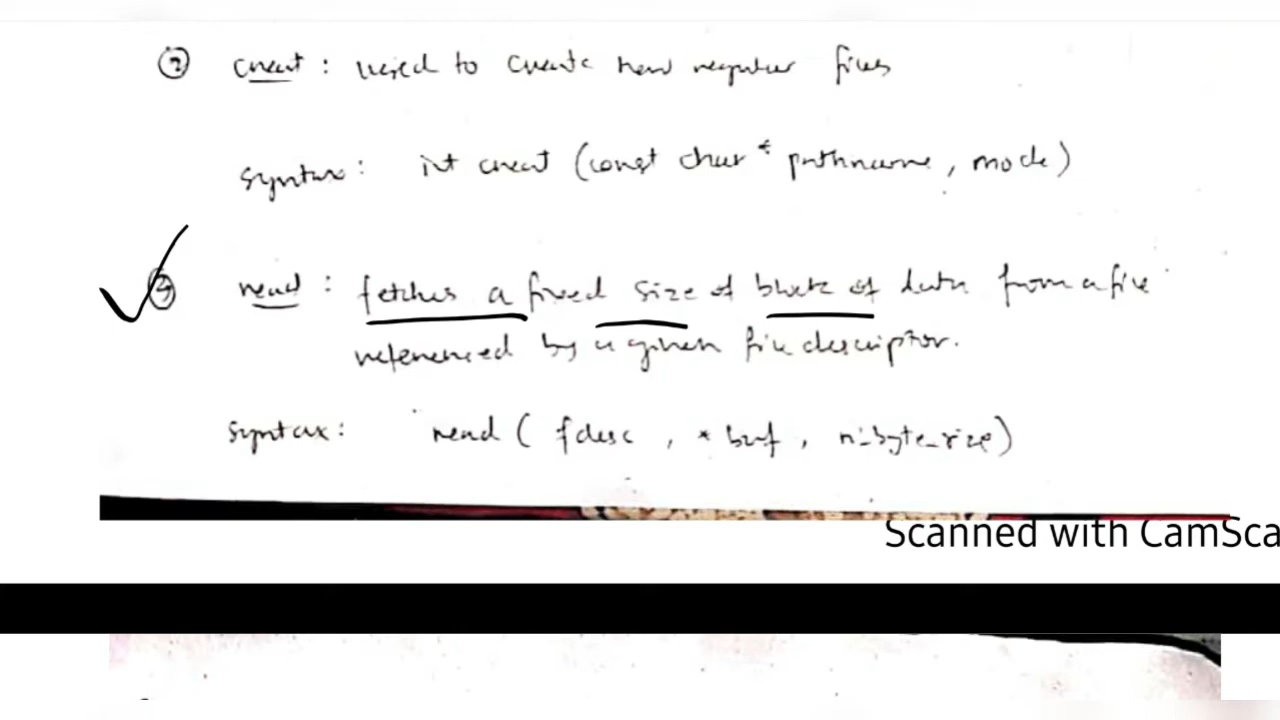 ② creat : used to create new regular files
Syntax : int creat (const char * pathname, mode)
③ read : fetches a fixed size of block of data from a file
referenced by a given file descriptor.
Syntax : read ( fdesc , * buf , n-byte-size)
Scanned with CamSca